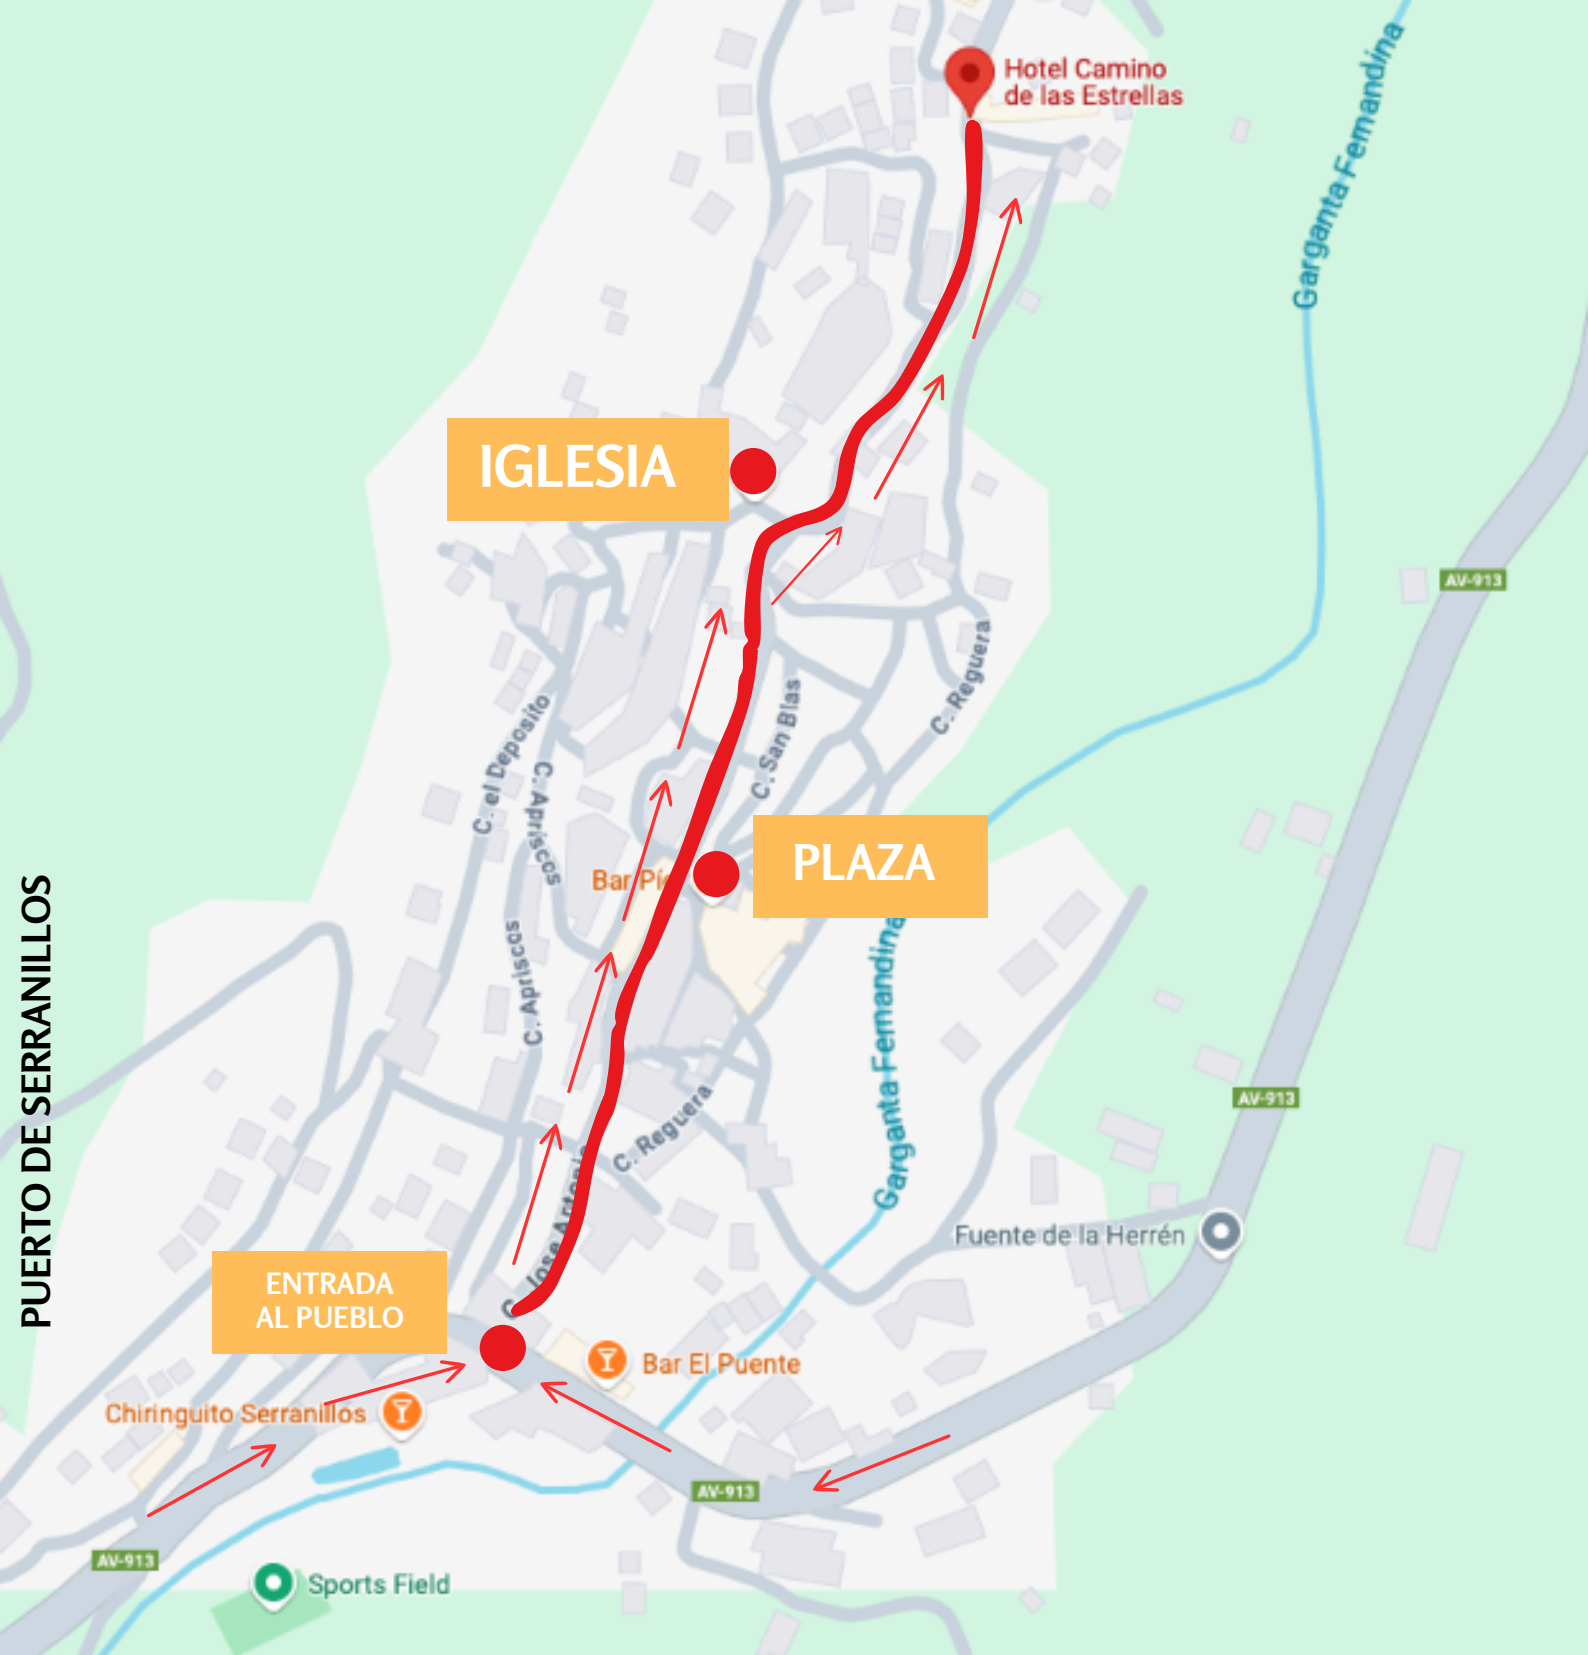 Hotel Camino
de las Estrellas
Garganta Fernandina
IGLESIA
AV-913
C. Reguera
C. San Blas
C. el Deposito
C. Apriscos
PLAZA
Bar
C. Apriscos
Garganta Fernandina
PUERTO DE SERRANILLOS
AV-913
C. Reguera
C. Jose
Fuente de la Herrén
ENTRADA
AL PUEBLO
Bar El Puente
Chiringuito Serranillos
AV-913
AV-913
Sports Field